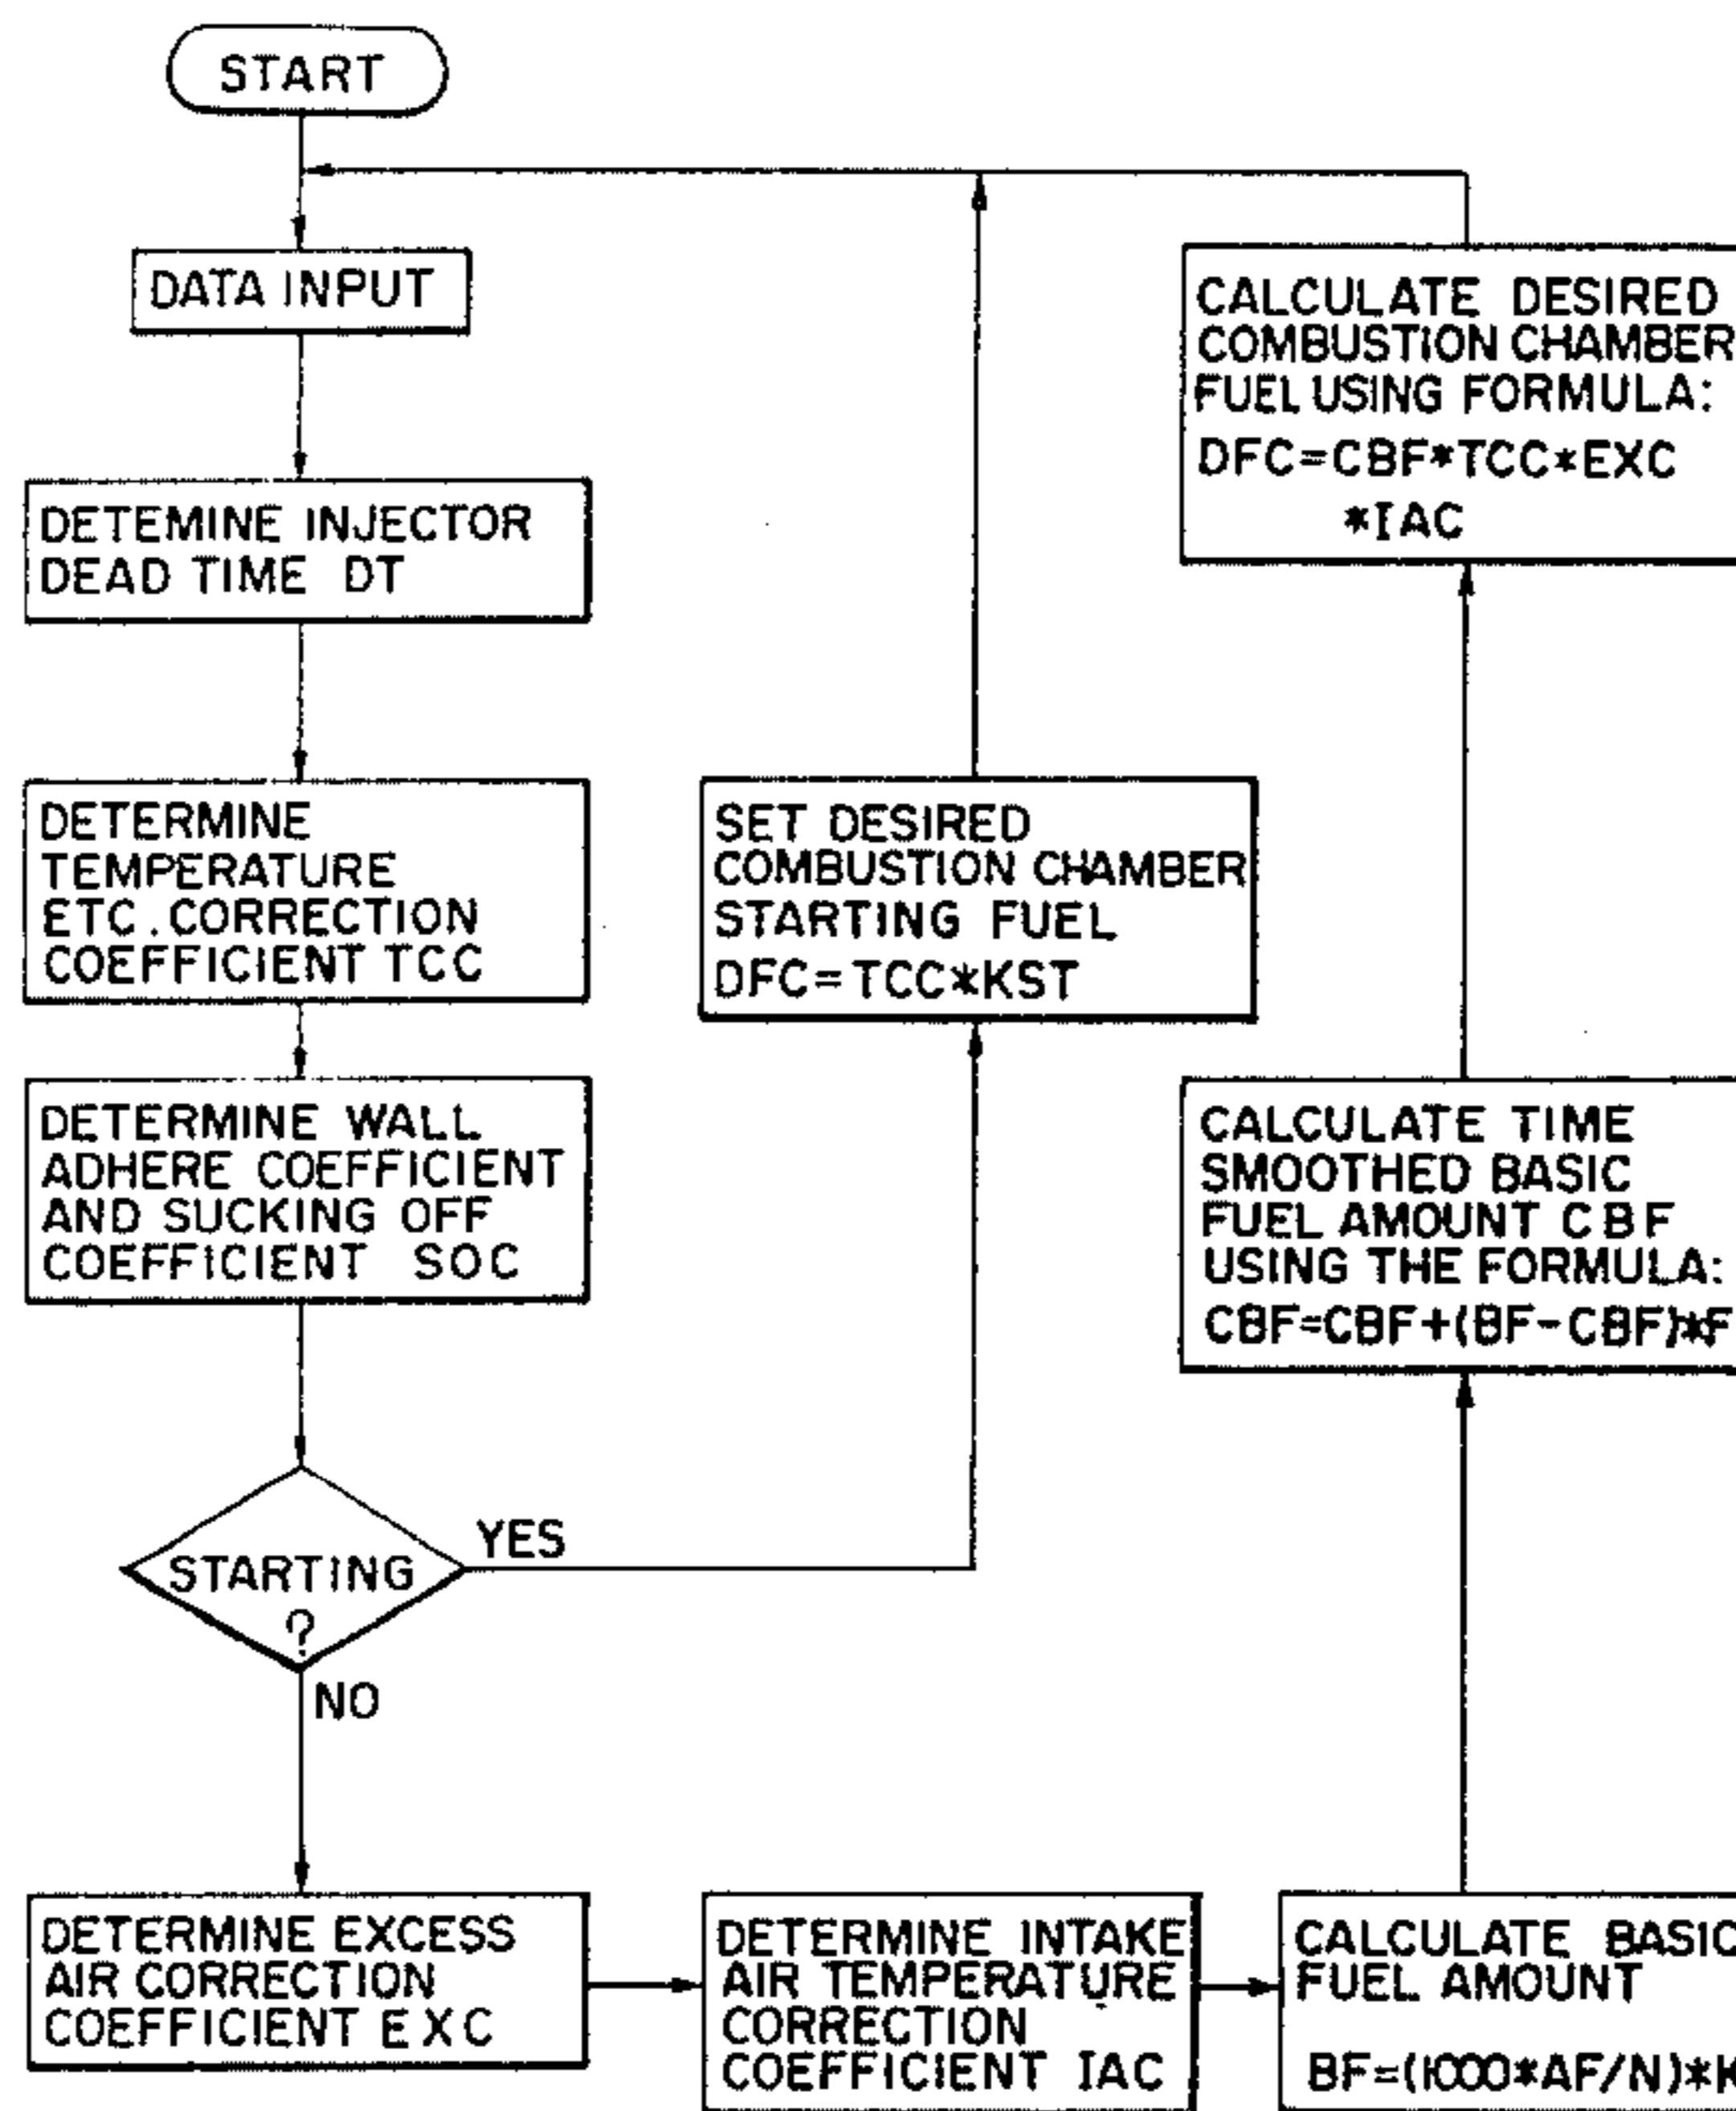 START
DATA INPUT
DETEMINE INJECTOR
DEAD TIME DT
DETERMINE
TEMPERATURE
ETC. CORRECTION
COEFFICIENT TCC
DETERMINE WALL
ADHERE COEFFICIENT
AND SUCKING OFF
COEFFICIENT SOC
STARTING
?
YES
NO
SET DESIRED
COMBUSTION CHAMBER
STARTING FUEL
DFC=TCC*KST
DETERMINE EXCESS
AIR CORRECTION
COEFFICIENT EXC
DETERMINE INTAKE
AIR TEMPERATURE
CORRECTION
COEFFICIENT IAC
CALCULATE BASIC
FUEL AMOUNT
BF=(1000*AF/N)*K
CALCULATE TIME
SMOOTHED BASIC
FUEL AMOUNT CBF
USING THE FORMULA:
CBF=CBF+(BF-CBF)*F
CALCULATE DESIRED
COMBUSTION CHAMBER
FUEL USING FORMULA:
DFC=CBF*TCC*EXC
*IAC